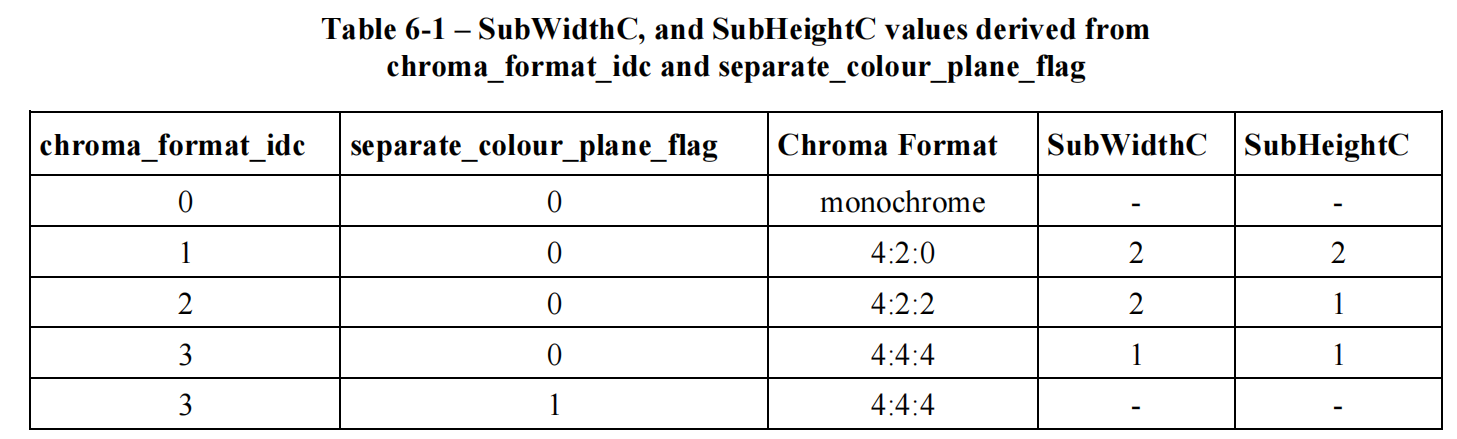 Table 6-1 – SubWidthC, and SubHeightC values derived from
chroma_format_idc and separate_colour_plane_flag
chroma_format_idc separate_colour_plane_flag Chroma Format SubWidthC SubHeightC
0 0 monochrome - -
1 0 4:2:0 2 2
2 0 4:2:2 2 1
3 0 4:4:4 1 1
3 1 4:4:4 - -